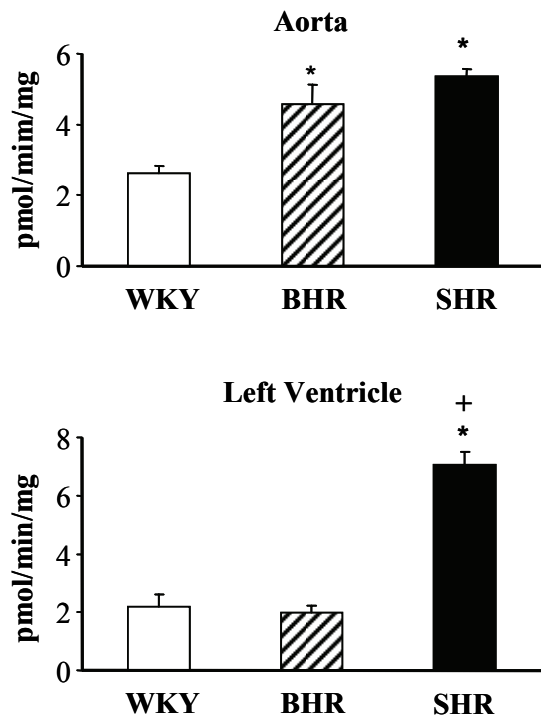 Aorta
pmol/mim/mg
6
4
2
0
*
*
WKY BHR SHR
Left Ventricle
pmol/min/mg
8
6
4
2
0
+
*
WKY BHR SHR